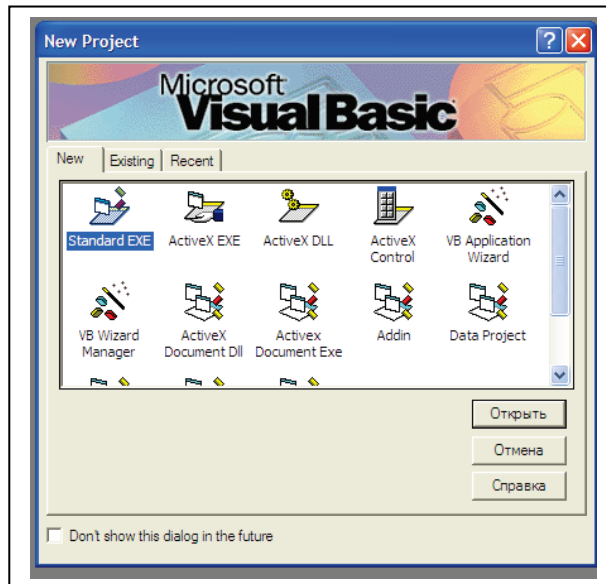 New Project
Microsoft
Visual Basic
New Existing Recent
Standard EXE ActiveX EXE ActiveX DLL ActiveX Control VB Application Wizard
VB Wizard Manager ActiveX Document Dll Activex Document Exe Addin Data Project
Открыть
Отмена
Справка
Don't show this dialog in the future